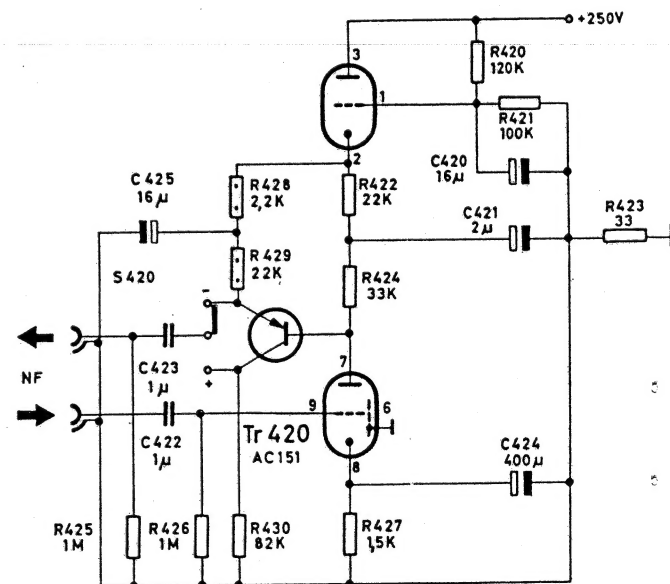 +250V
3
R420
120K
1
R421
100K
2
C420
16µ
C425
16µ
R428
2,2K
R422
22K
R423
33
C421
2µ
R429
22K
S420
R424
33K
-
+
NF
C423
1µ
7
9
6
C422
1µ
Tr 420
AC151
8
C424
400µ
R425
1M
R426
1M
R430
82K
R427
1,5K